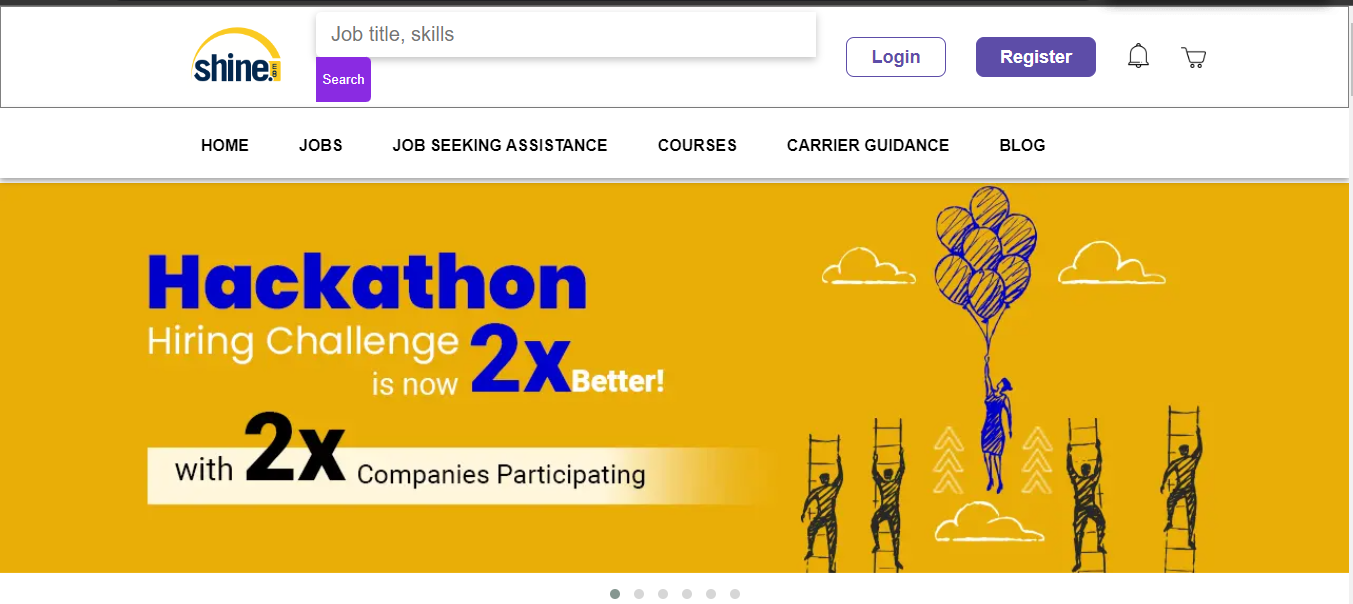 shine.
Job title, skills
Search
Login
Register
HOME
JOBS
JOB SEEKING ASSISTANCE
COURSES
CARRIER GUIDANCE
BLOG
Hackathon
Hiring Challenge
is now 2x Better!
with 2x Companies Participating